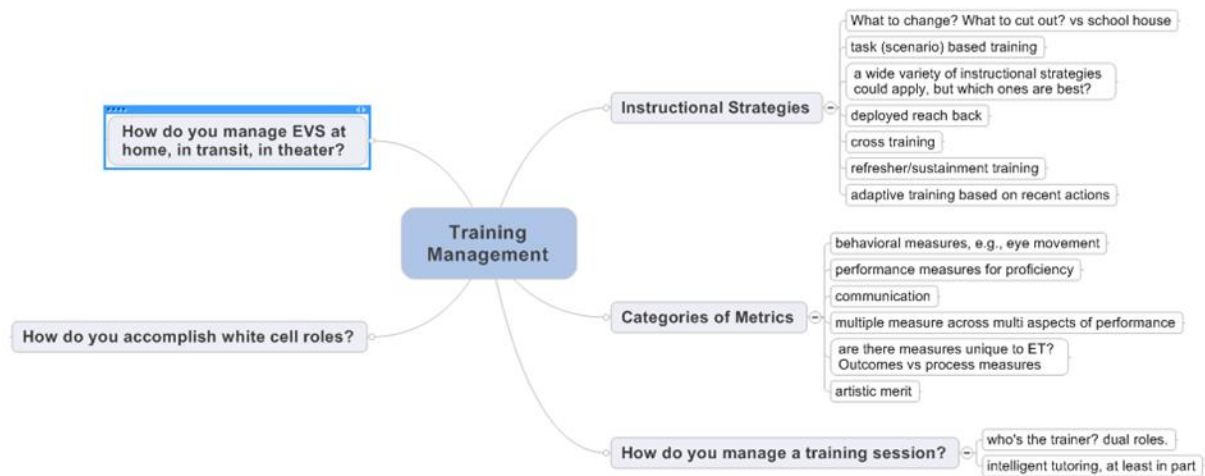 Training
Management
How do you manage EVS at
home, in transit, in theater?
How do you accomplish white cell roles?
Instructional Strategies
What to change? What to cut out? vs school house
task (scenario) based training
a wide variety of instructional strategies
could apply, but which ones are best?
deployed reach back
cross training
refresher/sustainment training
adaptive training based on recent actions
Categories of Metrics
behavioral measures, e.g., eye movement
performance measures for proficiency
communication
multiple measure across multi aspects of performance
are there measures unique to ET?
Outcomes vs process measures
artistic merit
How do you manage a training session?
who's the trainer? dual roles.
intelligent tutoring, at least in part